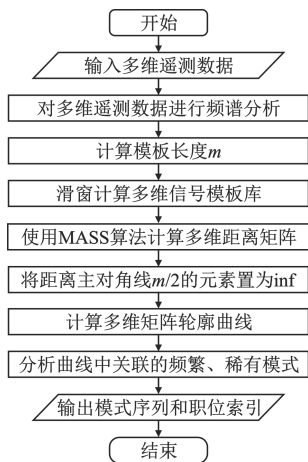 开始
输入多维遥测数据
对多维遥测数据进行频谱分析
计算模板长度m
滑窗计算多维信号模板库
使用MASS算法计算多维距离矩阵
将距离主对角线m/2的元素置为inf
计算多维矩阵轮廓曲线
分析曲线中关联的频繁、稀有模式
输出模式序列和职位索引
结束